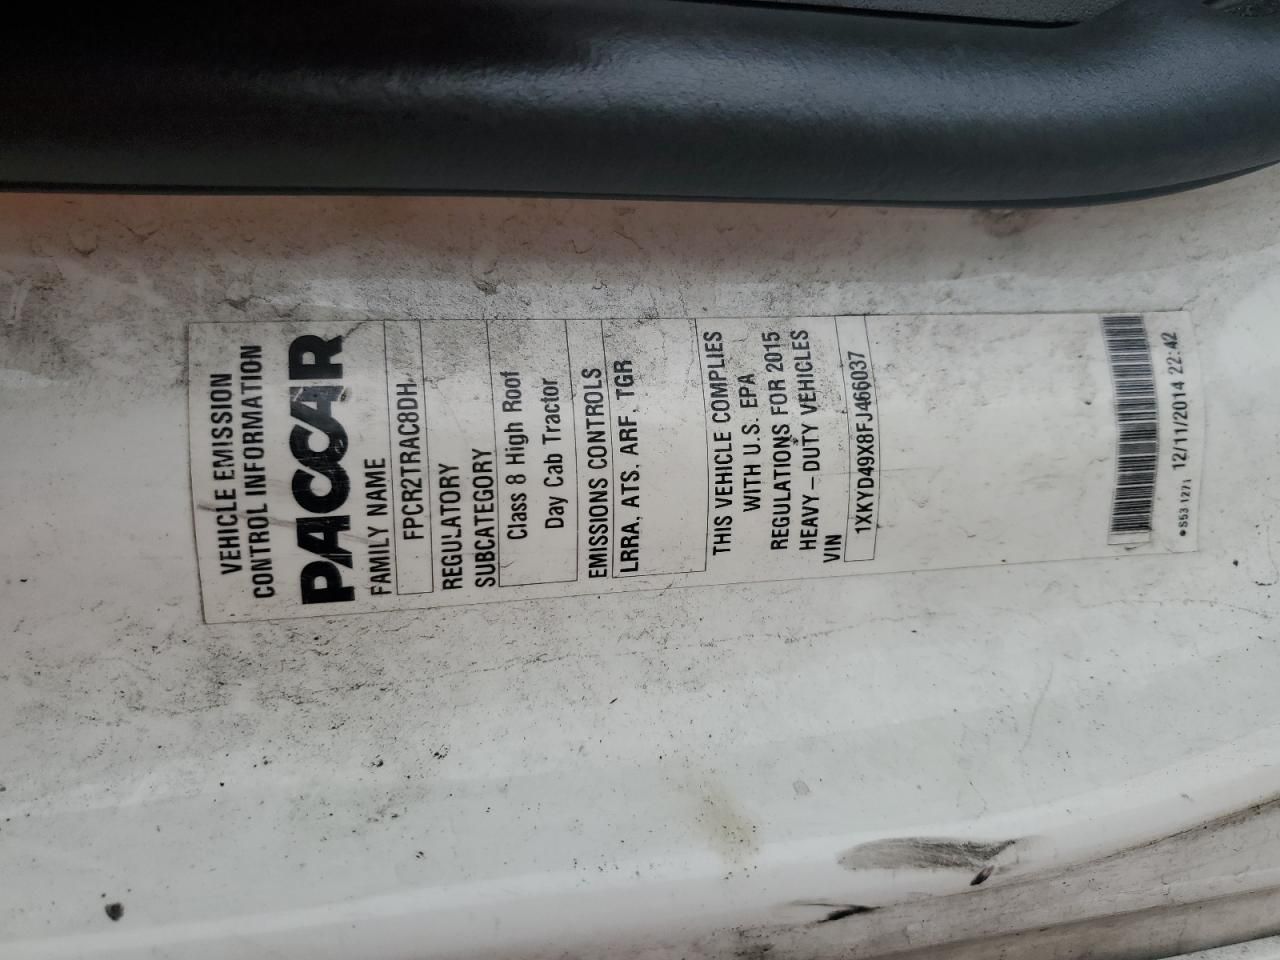 VEHICLE EMISSION
CONTROL INFORMATION
PACCAR
FAMILY NAME
FPCR2TRAC8DH
REGULATORY
SUBCATEGORY
Class 8 High Roof
Day Cab Tractor
EMISSIONS CONTROLS
LRRA, ATS, ARF, TGR
THIS VEHICLE COMPLIES
WITH U.S. EPA
REGULATIONS FOR 2015
HEAVY-DUTY VEHICLES
VIN
1XKYD49X8FJ466037
•S53 1271 12/11/2014 22:42